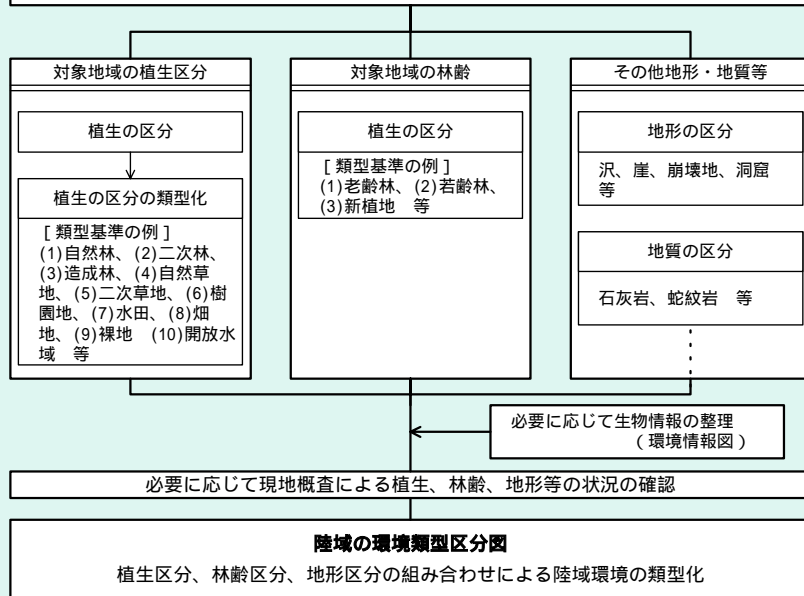 対象地域の植生区分
植生の区分
植生の区分の類型化
[類型基準の例]
(1)自然林、(2)二次林、
(3)造成林、(4)自然草
地、(5)二次草地、(6)樹
園地、(7)水田、(8)畑
地、(9)裸地 (10)開放水
域 等
対象地域の林齢
植生の区分
[類型基準の例]
(1)老齢林、(2)若齢林、
(3)新植地 等
その他地形・地質等
地形の区分
沢、崖、崩壊地、洞窟
等
地質の区分
石灰岩、蛇紋岩 等
必要に応じて生物情報の整理
(環境情報図)
必要に応じて現地概査による植生、林齢、地形等の状況の確認
陸域の環境類型区分図
植生区分、林齢区分、地形区分の組み合わせによる陸域環境の類型化